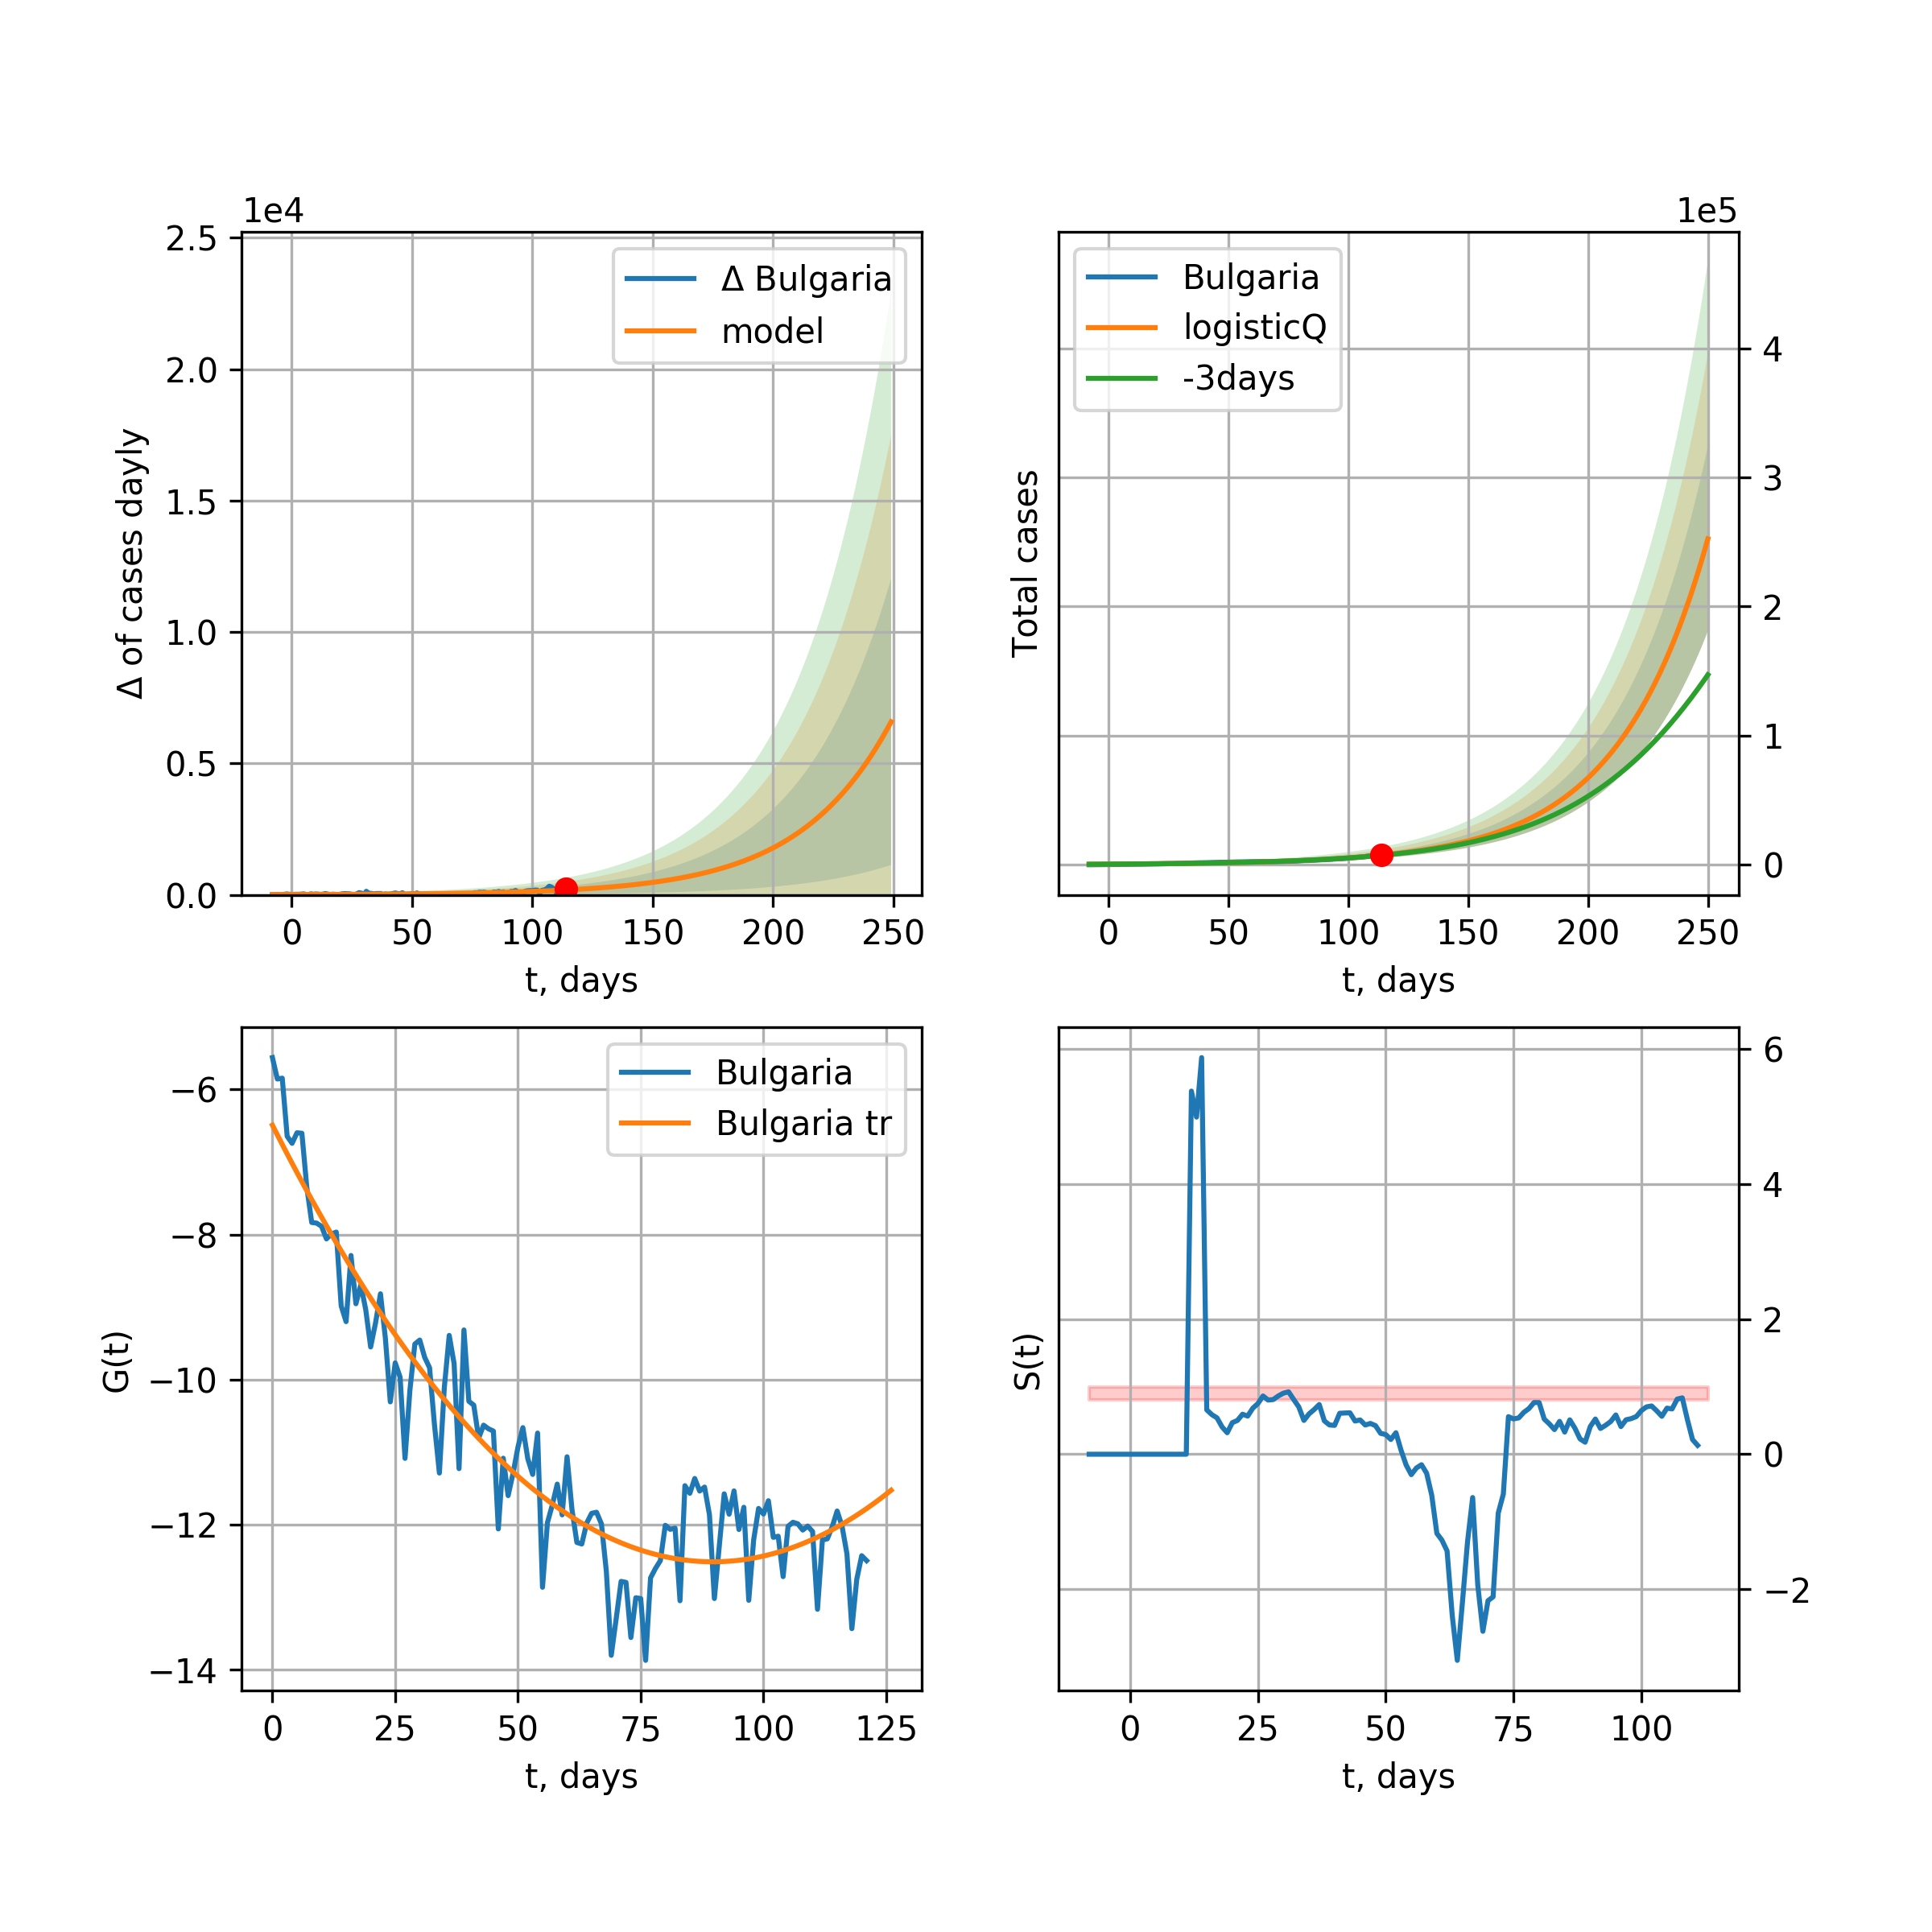 1e4
2.5
2.0
1.5
1.0
0.5
0.0
Δ of cases dayly
Δ Bulgaria
model
0 50 100 150 200 250
t, days
1e5
Total cases
Bulgaria
logisticQ
-3days
4
3
2
1
0
0 50 100 150 200 250
t, days
−6
−8
−10
−12
−14
G(t)
Bulgaria
Bulgaria tr
0 25 50 75 100 125
t, days
S(t)
6
4
2
0
−2
0 25 50 75 100
t, days